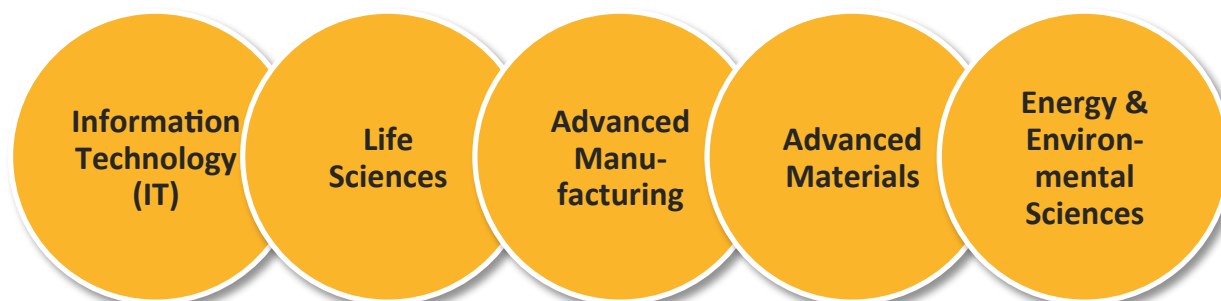 Information
Technology
(IT)
Life
Sciences
Advanced
Manu-
facturing
Advanced
Materials
Energy &
Environ-
mental
Sciences